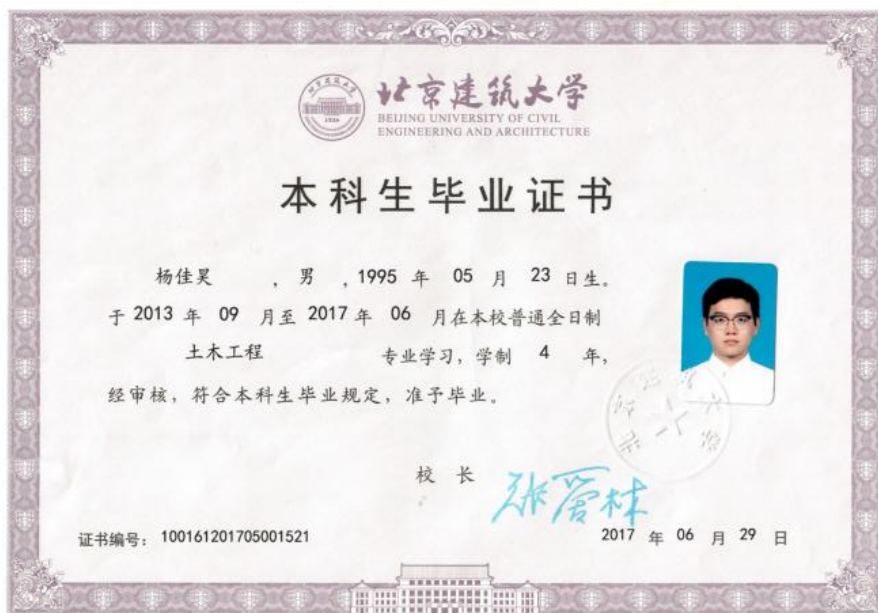 北京建筑大学
BEIJING UNIVERSITY OF CIVIL
ENGINEERING AND ARCHITECTURE
本科生毕业证书
杨佳昊 ，男 ，1995 年 05 月 23 日生。
于 2013 年 09 月至 2017 年 06 月在本校普通全日制
土木工程 专业学习，学制 4 年，
经审核，符合本科生毕业规定，准予毕业。
校 长
证书编号：100161201705001521
2017 年 06 月 29 日